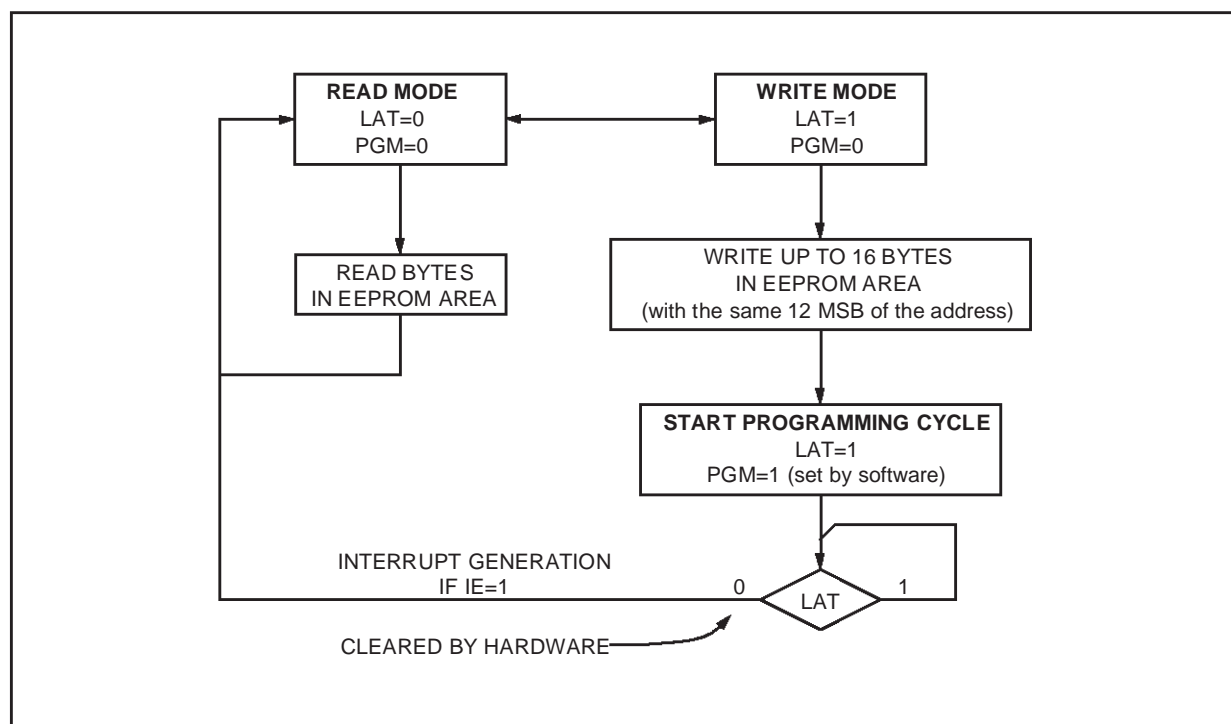 READ MODE
LAT=0
PGM=0
WRITE MODE
LAT=1
PGM=0
READ BYTES
IN EEPROM AREA
WRITE UP TO 16 BYTES
IN EEPROM AREA
(with the same 12 MSB of the address)
START PROGRAMMING CYCLE
LAT=1
PGM=1 (set by software)
INTERRUPT GENERATION
IF IE=1
0
LAT
1
CLEARED BY HARDWARE